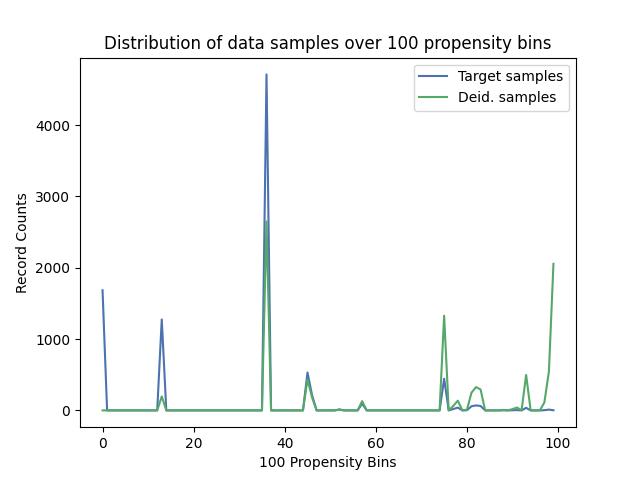 Distribution of data samples over 100 propensity bins
Target samples
Deid. samples
Record Counts
4000
3000
2000
1000
0
0
20
40
60
80
100
100 Propensity Bins